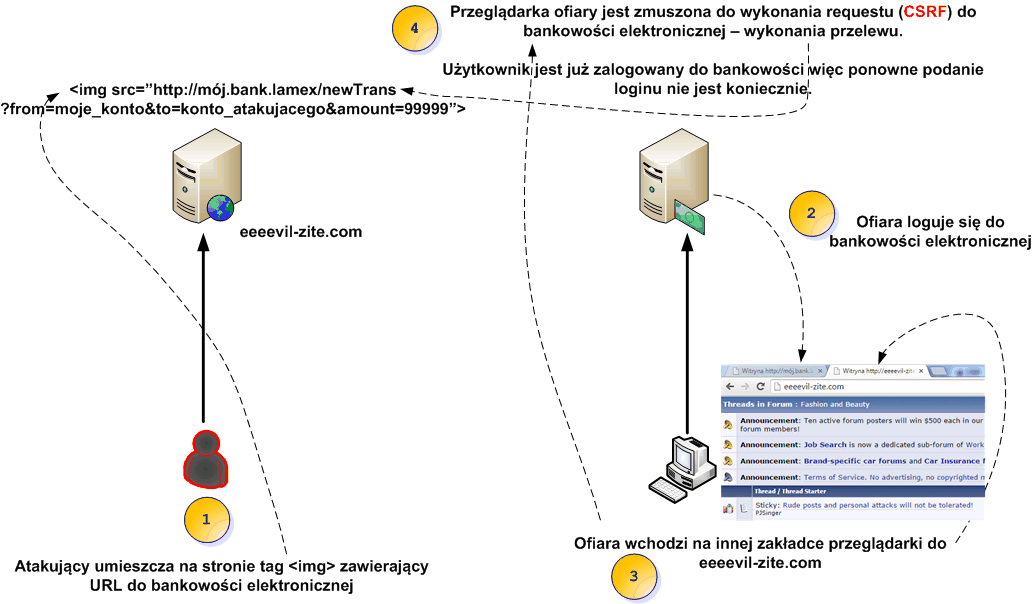 4
Przeglądarka ofiary jest zmuszona do wykonania requestu (CSRF) do
bankowości elektronicznej – wykonania przelewu.
Użytkownik jest już zalogowany do bankowości więc ponowne podanie
loginu nie jest koniecznie.
<img src="http://mój.bank.lamex/newTrans
?from=moje_konto&to=konto_atakujacego&amount=99999">
eeeevil-zite.com
2
Ofiara loguje się do
bankowości elektronicznej
Witryna http://mój.bank...
Witryna http://eeeevil-zit...
eeeevil-zite.com
Threads in Forum : Fashion and Beauty
Announcement: Ten active forum posters will win $500 each in our
forum members!
Announcement: Job Search is now a dedicated sub-forum of Work
Announcement: Brand-specific car forums and Car Insurance f
Announcement: Terms of Service. No advertising, no copyrighted m
Thread / Thread Starter
Sticky: Rude posts and personal attacks will not be tolerated!
PJSinger
1
Atakujący umieszcza na stronie tag <img> zawierający
URL do bankowości elektronicznej
Ofiara wchodzi na innej zakładce przeglądarki do
eeeevil-zite.com
3